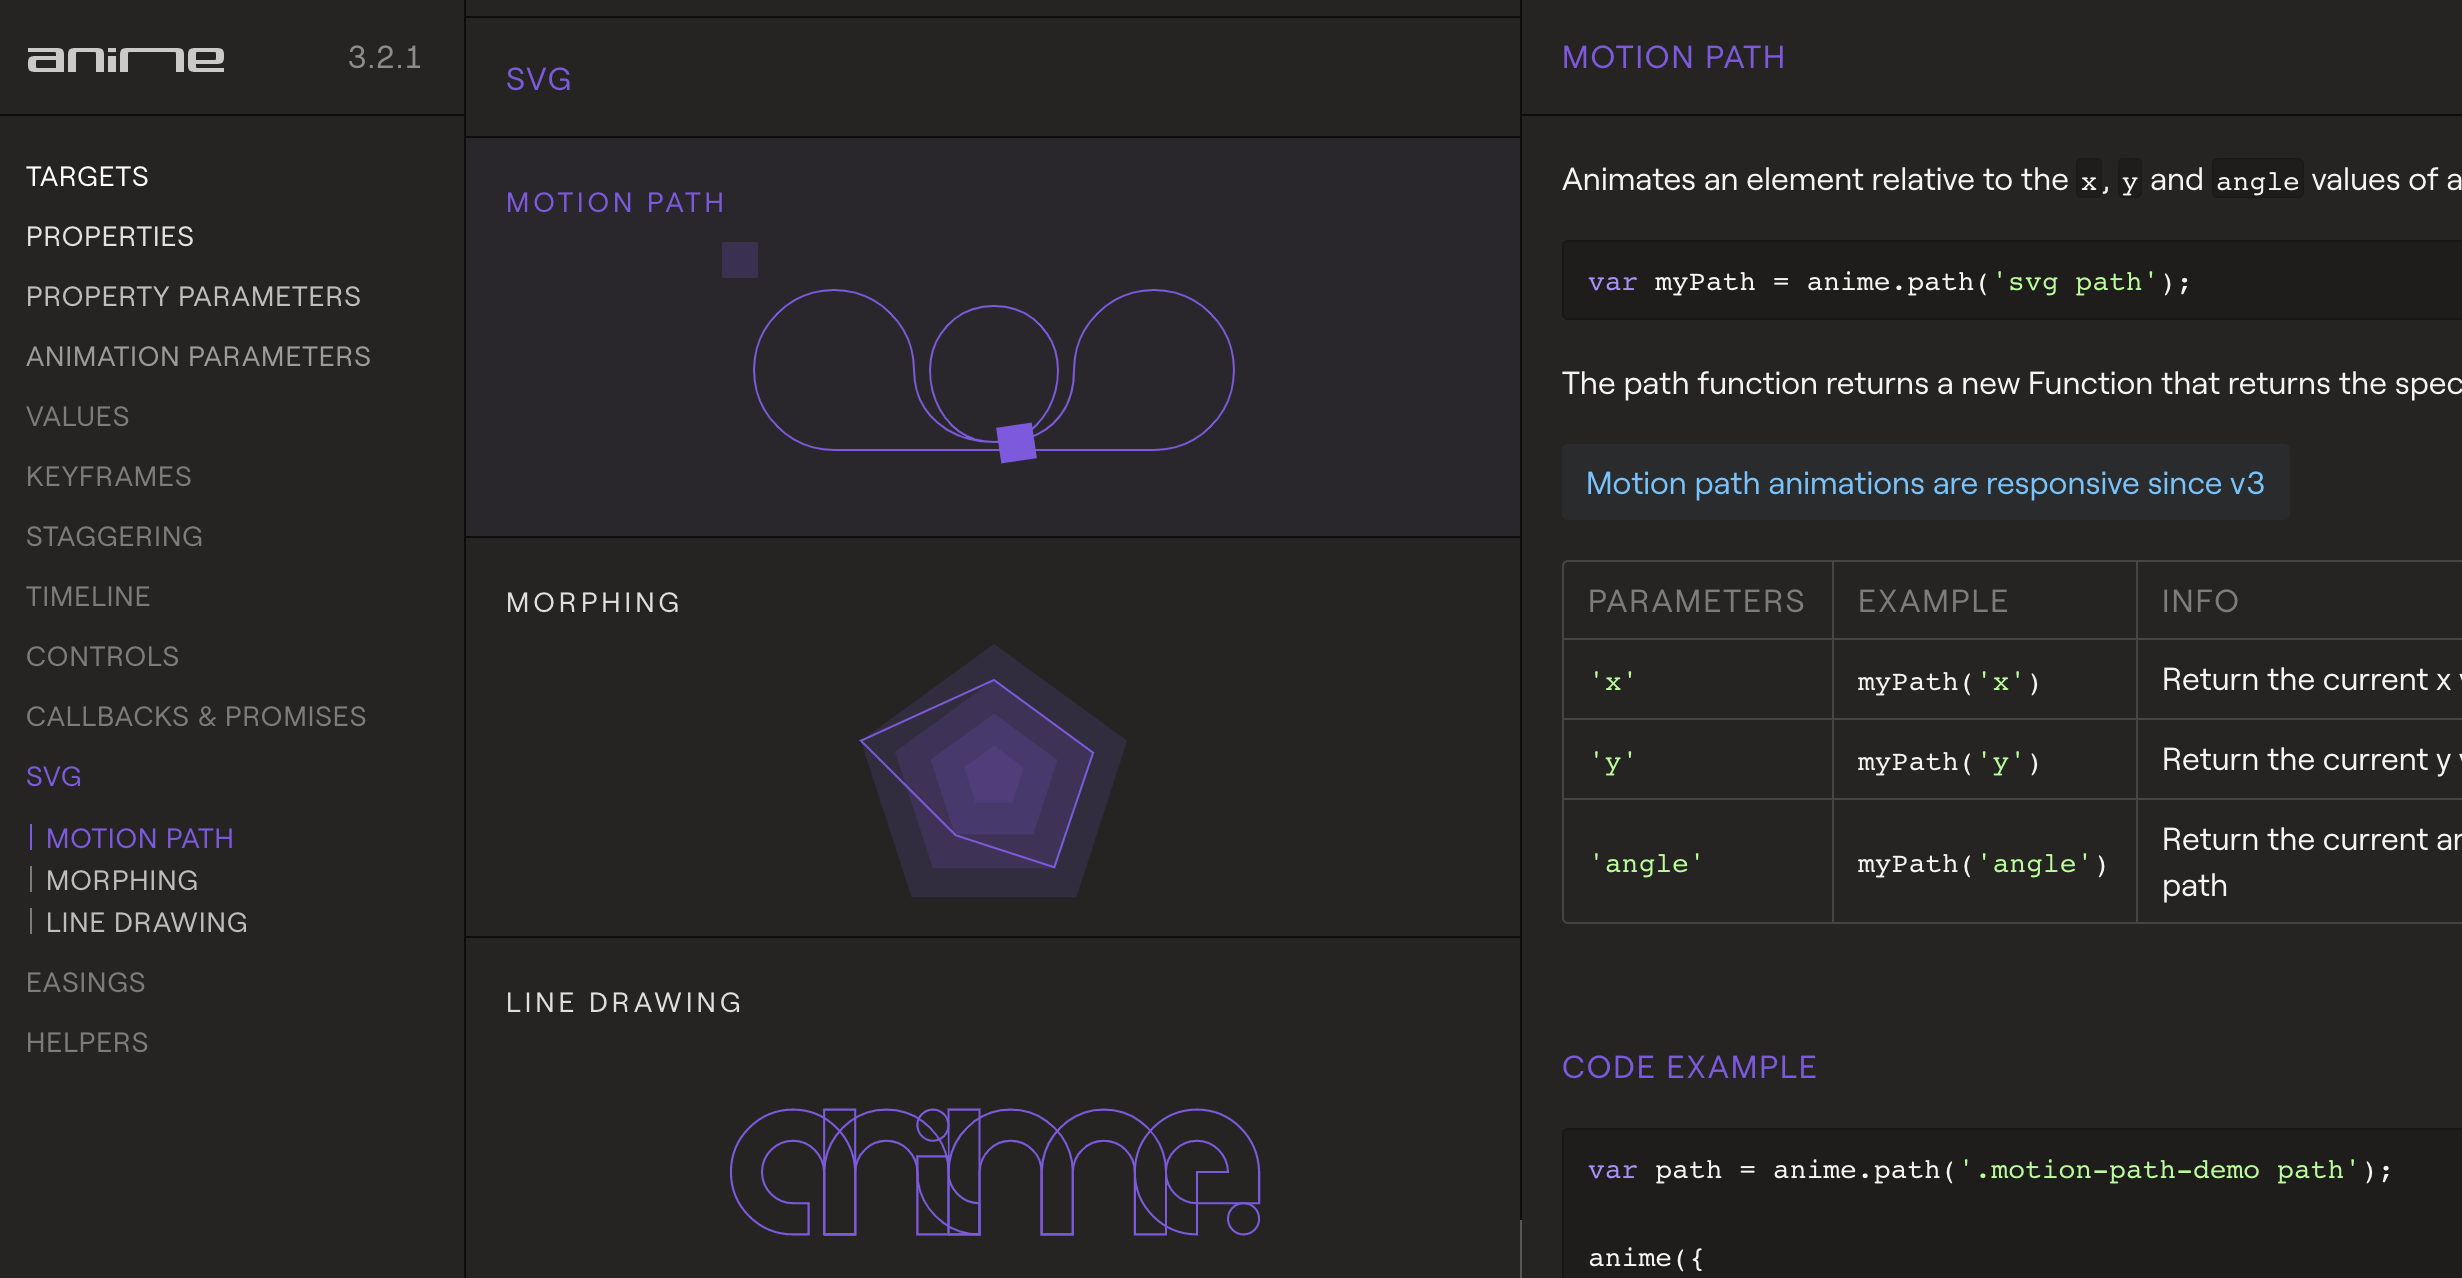 anime
3.2.1
TARGETS
PROPERTIES
PROPERTY PARAMETERS
ANIMATION PARAMETERS
VALUES
KEYFRAMES
STAGGERING
TIMELINE
CONTROLS
CALLBACKS & PROMISES
SVG
MOTION PATH
MORPHING
LINE DRAWING
EASINGS
HELPERS
SVG
MOTION PATH
MORPHING
LINE DRAWING
anime.
MOTION PATH
Animates an element relative to the x, y and angle values of a
var myPath = anime.path('svg path');
The path function returns a new Function that returns the spec
Motion path animations are responsive since v3
PARAMETERS EXAMPLE INFO
'x' myPath('x') Return the current x
'y' myPath('y') Return the current y
'angle' myPath('angle') Return the current an
path
CODE EXAMPLE
var path = anime.path('.motion-path-demo path');
anime({